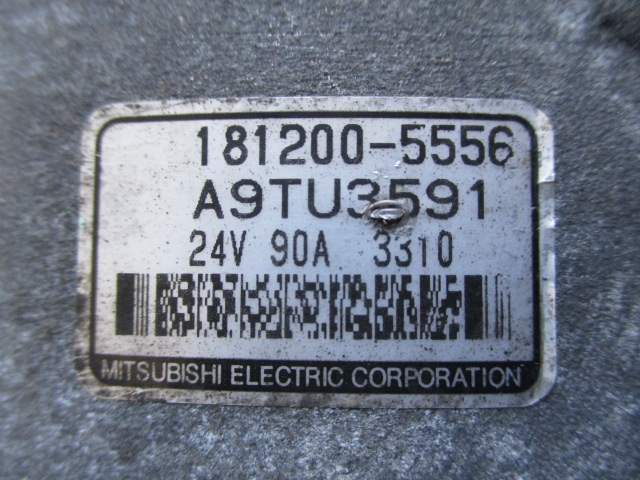 181200-5556
A9TU3591
24V 90A 3310
MITSUBISHI ELECTRIC CORPORATION